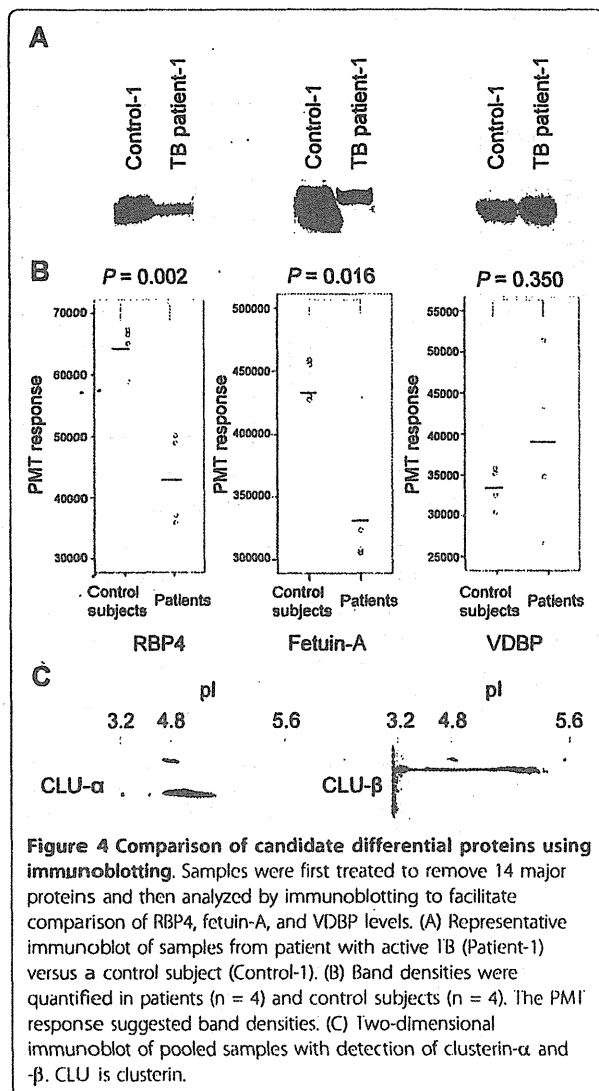 A
Control-1
TB patient-1
Control-1
TB patient-1
Control-1
TB patient-1
B
P = 0.002
P = 0.016
P = 0.350
PMT response
70000
60000
50000
40000
30000
Control subjects
Patients
RBP4
PMT response
500000
450000
400000
350000
300000
Control subjects
Patients
Fetuin-A
PMT response
55000
50000
45000
40000
35000
30000
25000
Control subjects
Patients
VDBP
C
pI
3.2 4.8 5.6
CLU-α
pI
3.2 4.8 5.6
CLU-β
Figure 4 Comparison of candidate differential proteins using
immunoblotting. Samples were first treated to remove 14 major
proteins and then analyzed by immunoblotting to facilitate
comparison of RBP4, fetuin-A, and VDBP levels. (A) Representative
immunoblot of samples from patient with active TB (Patient-1)
versus a control subject (Control-1). (B) Band densities were
quantified in patients (n = 4) and control subjects (n = 4). The PMT
response suggested band densities. (C) Two-dimensional
immunoblot of pooled samples with detection of clusterin-α and
-β. CLU is clusterin.